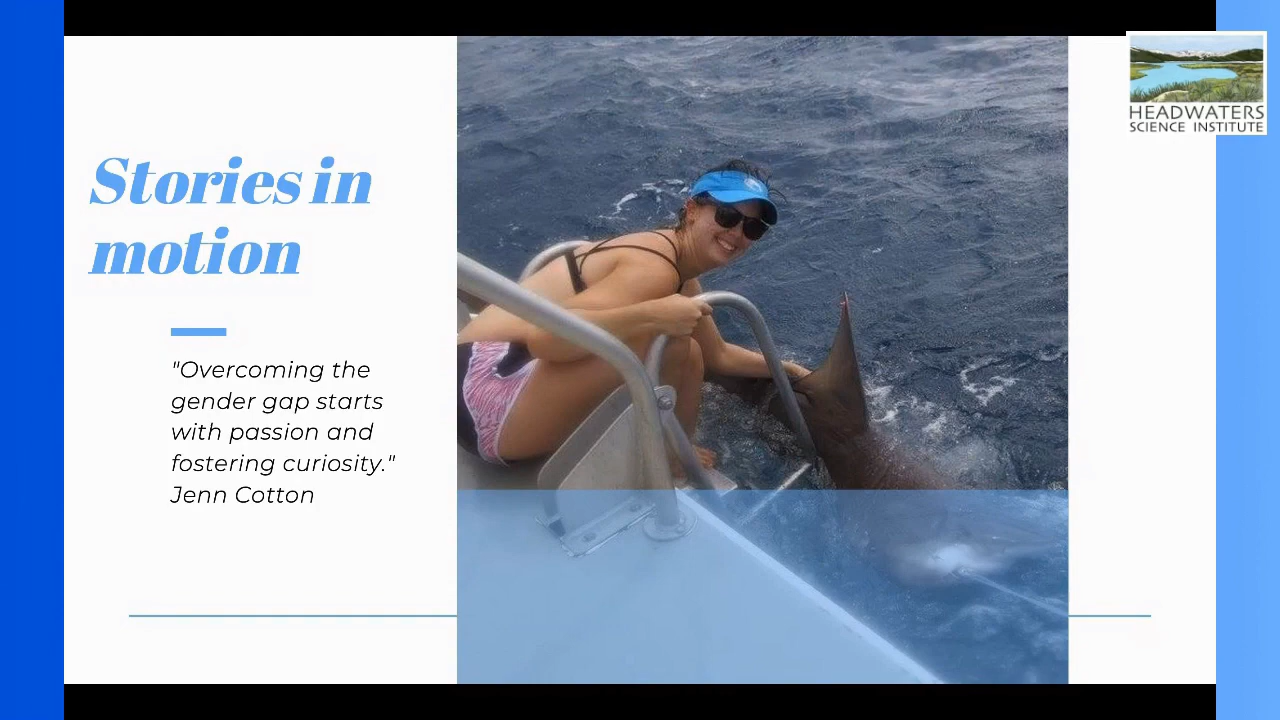 HEADWATERS
SCIENCE INSTITUTE
Stories in
motion
"Overcoming the
gender gap starts
with passion and
fostering curiosity."
Jenn Cotton